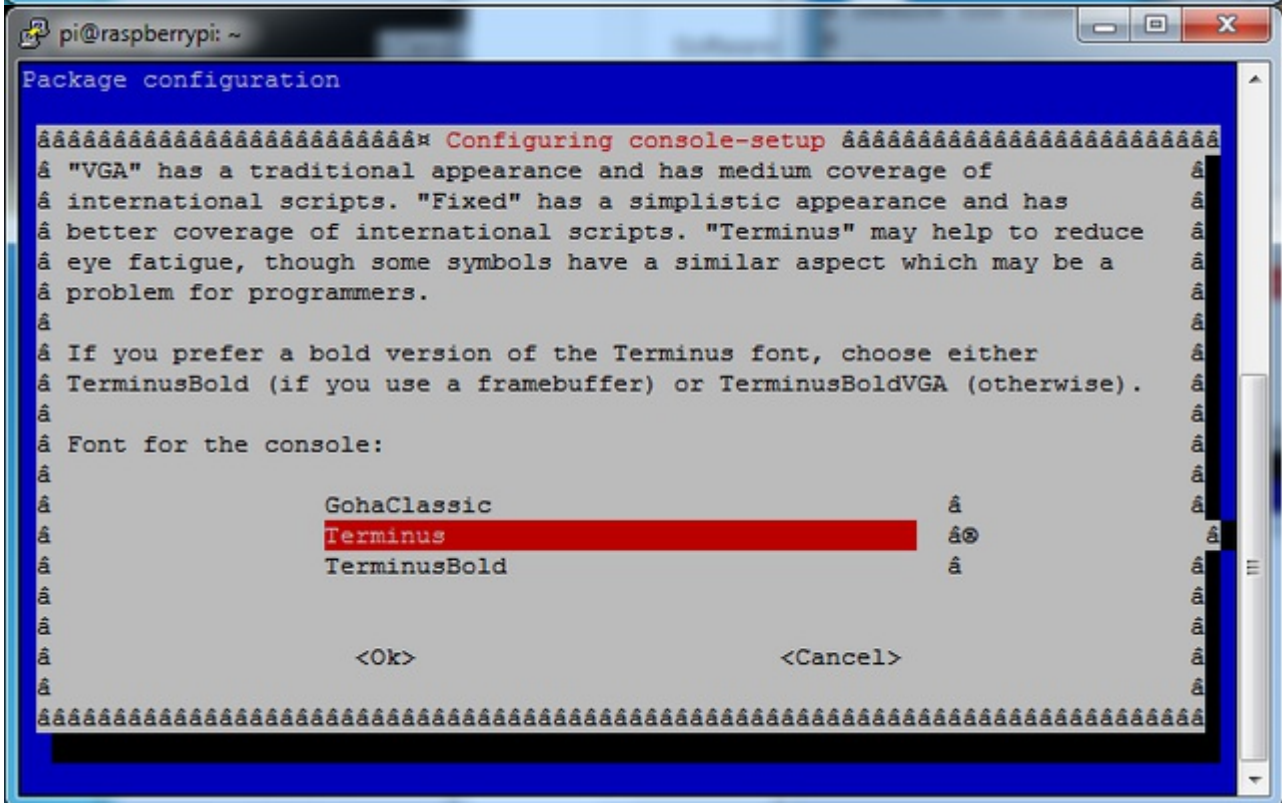 pi@raspberrypi: ~
Package configuration
âââââââââââââââââââââââââ¤ Configuring console-setup âââââââââââââââââââââââââ
â "VGA" has a traditional appearance and has medium coverage of â
â international scripts. "Fixed" has a simplistic appearance and has â
â better coverage of international scripts. "Terminus" may help to reduce â
â eye fatigue, though some symbols have a similar aspect which may be a â
â problem for programmers. â
â â
â If you prefer a bold version of the Terminus font, choose either â
â TerminusBold (if you use a framebuffer) or TerminusBoldVGA (otherwise). â
â â
â Font for the console: â
â â
â GohaClassic â â
â Terminus â® â
â TerminusBold â â
â â
â â
â <Ok> <Cancel> â
â â
âââââââââââââââââââââââââââââââââââââââââââââââââââââââââââââââââââââââââââââ